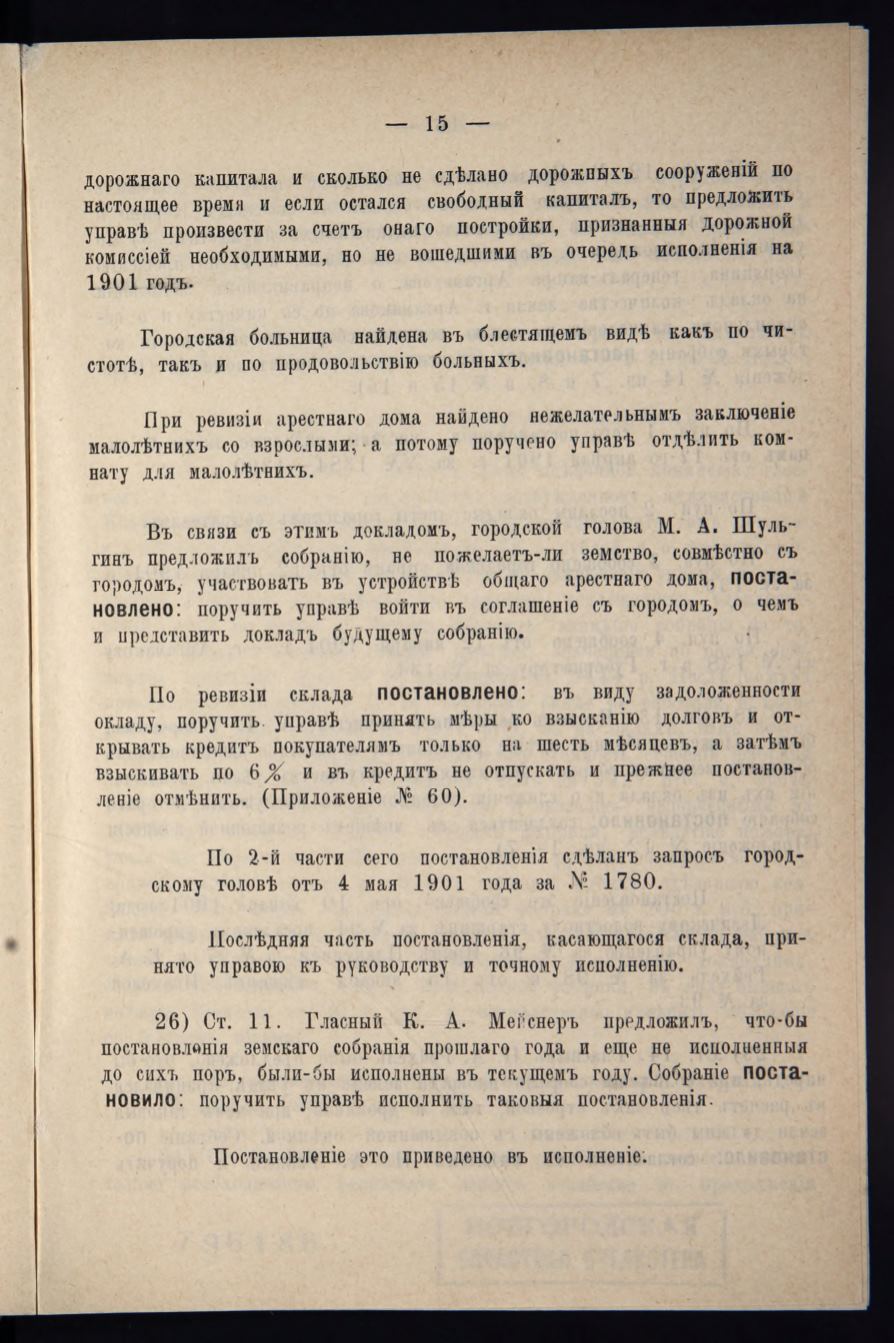 — 15 —
дорожнаго капитала и сколько не сдѣлано дорожныхъ сооруженій по
настоящее время и если остался свободный капиталъ, то предложить
управѣ произвести за счетъ онаго постройки, признанныя дорожной
комиссіей необходимыми, но не вошедшими въ очередь исполненія на
1901 годъ.
Городская больница найдена въ блестящемъ видѣ какъ по чи-
стотѣ, такъ и по продовольствію больныхъ.
При ревизіи арестнаго дома найдено нежелательнымъ заключеніе
малолѣтнихъ со взрослыми; а потому поручено управѣ отдѣлить ком-
нату для малолѣтнихъ.
Въ связи съ этимъ докладомъ, городской голова М. А. Шуль-
гинъ предложилъ собранію, не пожелаетъ-ли земство, совмѣстно съ
городомъ, участвовать въ устройствѣ общаго арестнаго дома, поста-
новлено: поручить управѣ войти въ соглашеніе съ городомъ, о чемъ
и представить докладъ будущему собранію.
По ревизіи склада постановлено: въ виду задоложенности
окладу, поручить управѣ принять мѣры ко взысканію долговъ и от-
крывать кредитъ покупателямъ только на шесть мѣсяцевъ, а затѣмъ
взыскивать по 6% и въ кредитъ не отпускать и прежнее постанов-
леніе отмѣнить. (Приложеніе № 60).
По 2-й части сего постановленія сдѣланъ запросъ город-
скому головѣ отъ 4 мая 1901 года за № 1780.
Послѣдняя часть постановленія, касающагося склада, при-
нято управою къ руководству и точному исполненію.
26) Ст. 11. Гласный К. А. Мейснеръ предложилъ, что-бы
постановленія земскаго собранія прошлаго года и еще не исполненныя
до сихъ поръ, были-бы исполнены въ текущемъ году. Собраніе поста-
новило: поручить управѣ исполнить таковыя постановленія.
Постановленіе это приведено въ исполненіе.